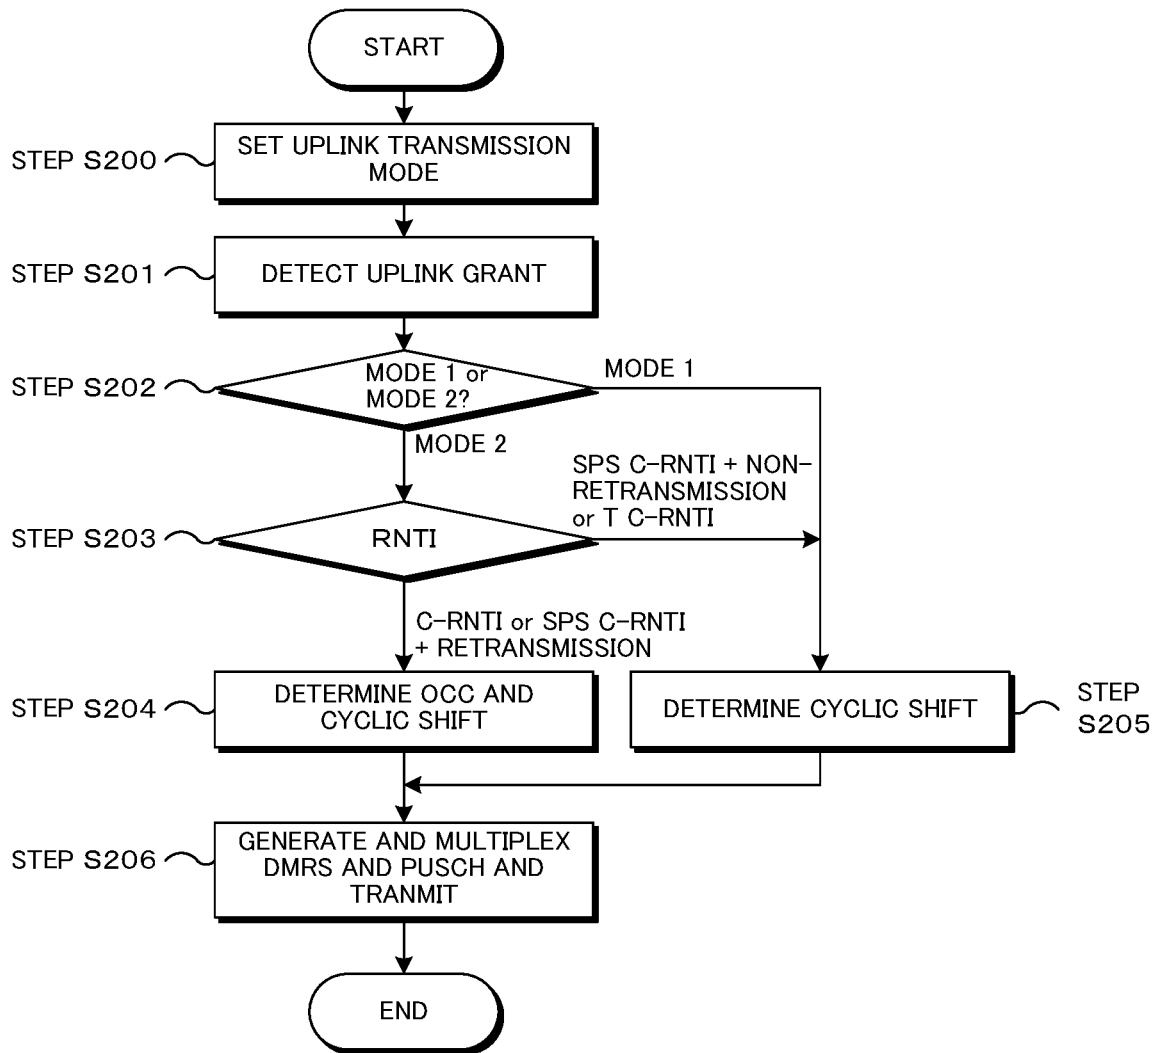 START
STEP S200
SET UPLINK TRANSMISSION
MODE
STEP S201
DETECT UPLINK GRANT
STEP S202
MODE 1 or
MODE 2?
MODE 1
MODE 2
SPS C-RNTI + NON-
RETRANSMISSION
or T C-RNTI
STEP S203
RNTI
C-RNTI or SPS C-RNTI
+ RETRANSMISSION
STEP S204
DETERMINE OCC AND
CYCLIC SHIFT
DETERMINE CYCLIC SHIFT
STEP
S205
STEP S206
GENERATE AND MULTIPLEX
DMRS AND PUSCH AND
TRANMIT
END